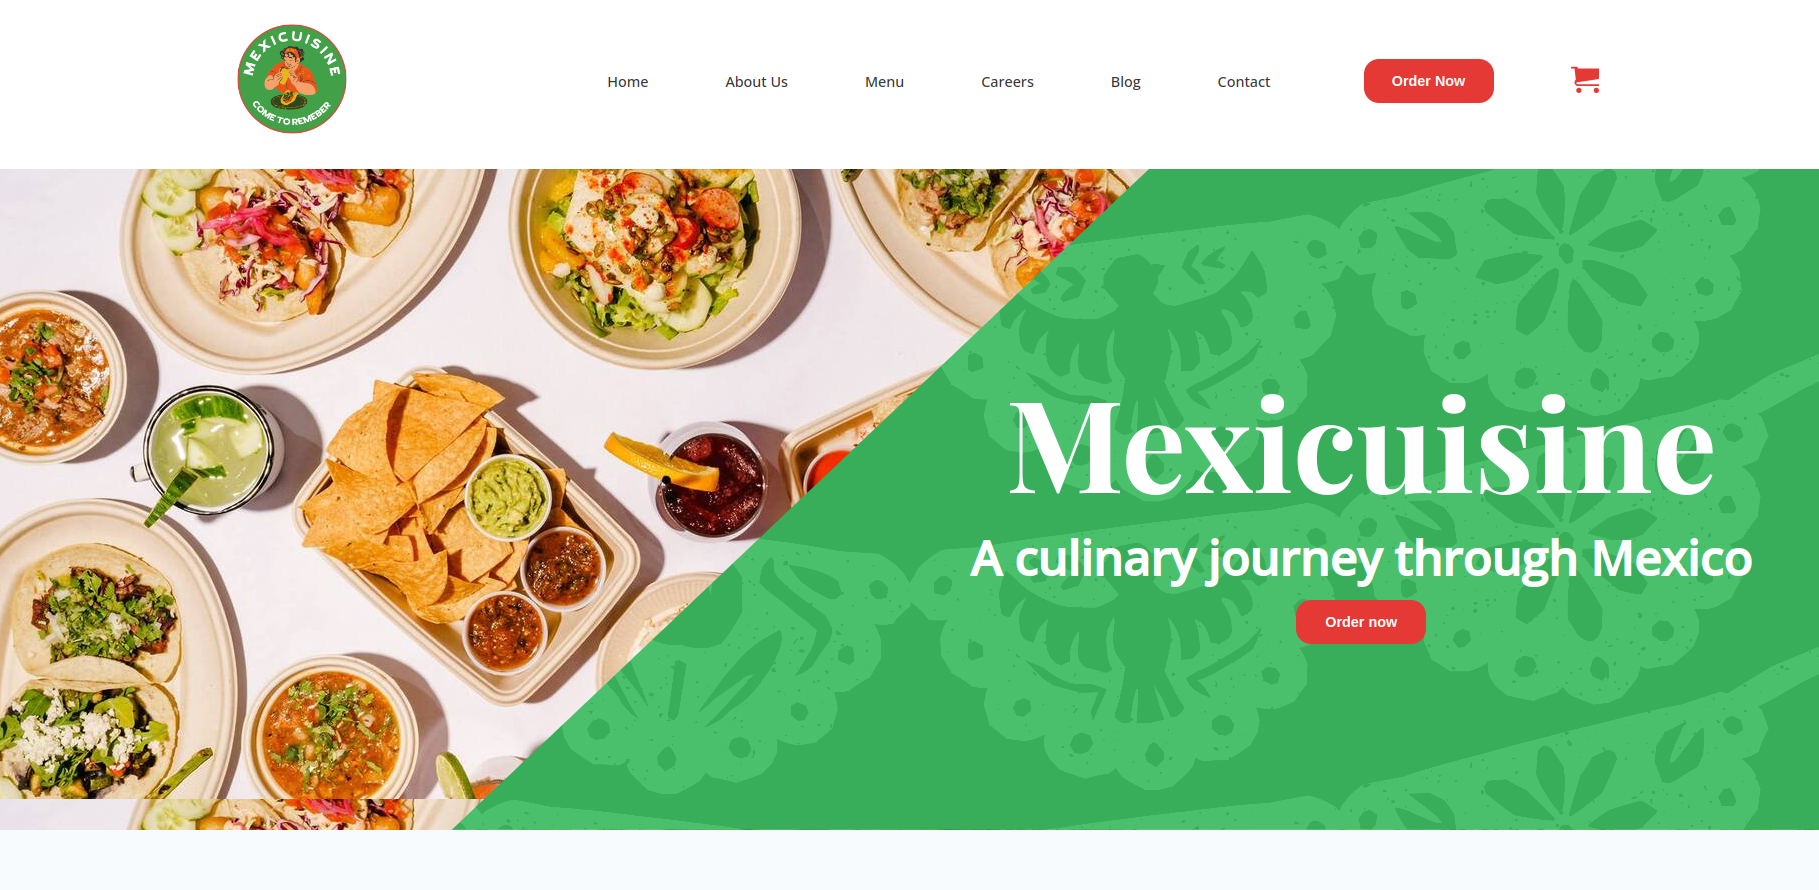 MEXICUISINE
COME TO REMEBER
Home
About Us
Menu
Careers
Blog
Contact
Order Now
Mexicuisine
A culinary journey through Mexico
Order now